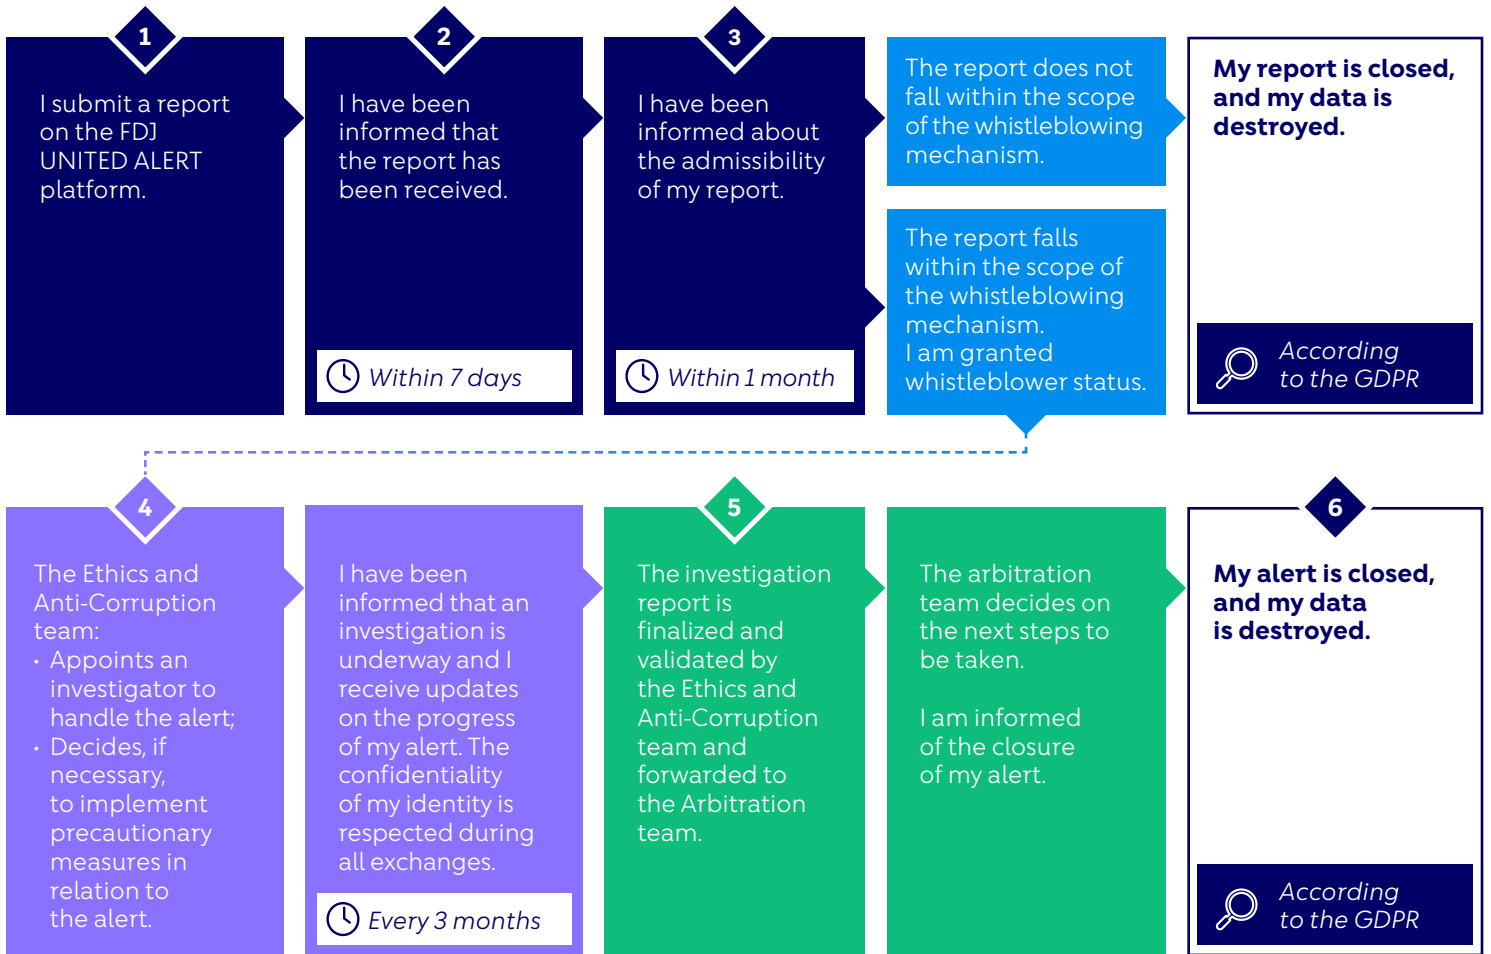 1
I submit a report
on the FDJ
UNITED ALERT
platform.
2
I have been
informed that
the report has
been received.
Within 7 days
3
I have been
informed about
the admissibility
of my report.
Within 1 month
The report does not
fall within the scope
of the whistleblowing
mechanism.
The report falls
within the scope of
the whistleblowing
mechanism.
I am granted
whistleblower status.
My report is closed,
and my data is
destroyed.
According
to the GDPR
4
The Ethics and
Anti-Corruption
team:
• Appoints an
investigator to
handle the alert;
• Decides, if
necessary,
to implement
precautionary
measures in
relation to
the alert.
I have been
informed that an
investigation is
underway and I
receive updates
on the progress
of my alert. The
confidentiality
of my identity is
respected during
all exchanges.
Every 3 months
5
The investigation
report is
finalized and
validated by
the Ethics and
Anti-Corruption
team and
forwarded to
the Arbitration
team.
The arbitration
team decides on
the next steps to
be taken.
I am informed
of the closure
of my alert.
6
My alert is closed,
and my data
is destroyed.
According
to the GDPR